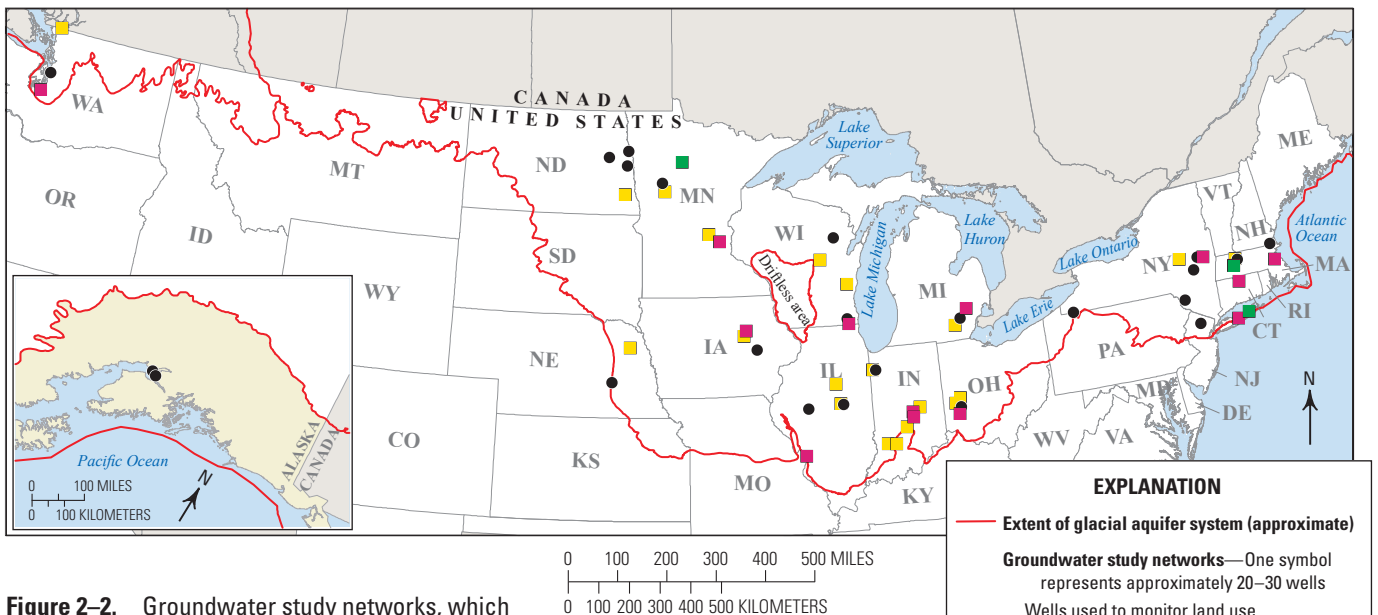 CANADA
UNITED STATES
WA
OR
ID
MT
WY
ND
SD
NE
CO
KS
MN
IA
MO
WI
Driftless area
IL
Lake Superior
Lake Michigan
MI
Lake Huron
IN
OH
KY
WV
VA
Lake Erie
Lake Ontario
NY
PA
MD
VT
NH
ME
Atlantic
Ocean
MA
RI
CT
NJ
DE
N
Pacific Ocean
ALASKA
CANADA
N
0 100 MILES
0 100 KILOMETERS
EXPLANATION
Extent of glacial aquifer system (approximate)
Groundwater study networks—One symbol
represents approximately 20–30 wells
Wells used to monitor land use
0 100 200 300 400 500 MILES
0 100 200 300 400 500 KILOMETERS
Figure 2–2. Groundwater study networks, which